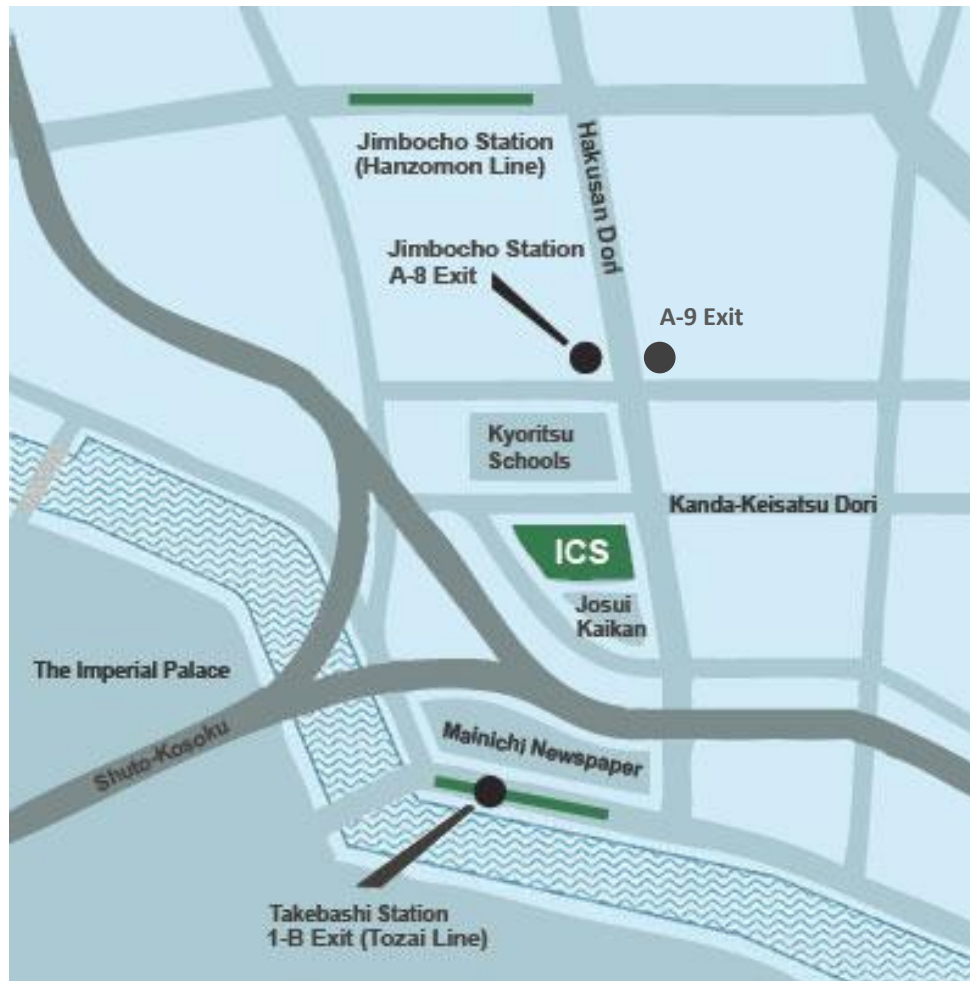 Jimbocho Station
(Hanzomon Line)
Hakusan Dori
Jimbocho Station
A-8 Exit
A-9 Exit
Kyoritsu
Schools
Kanda-Keisatsu Dori
ICS
Josui
Kaikan
The Imperial Palace
Shuto-Kosoku
Mainichi Newspaper
Takebashi Station
1-B Exit (Tozai Line)